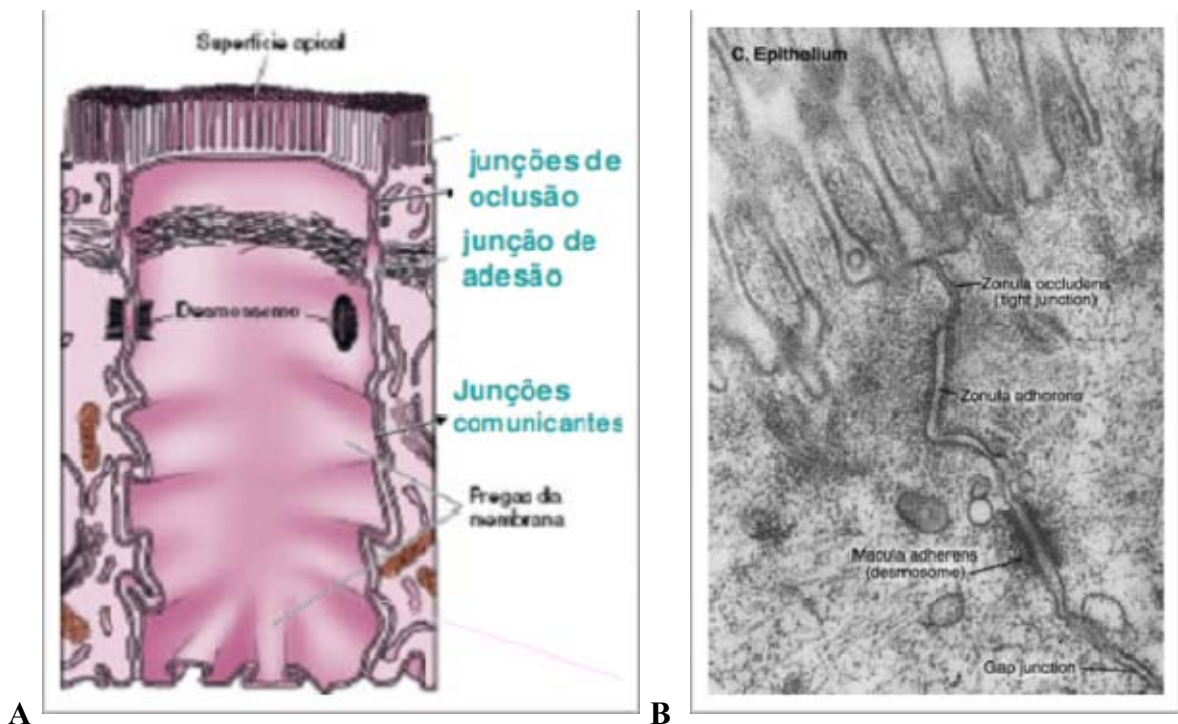 Superfície apical
junções de
oclusão
junção de
adesão
Desmossomo
Junções
comunicantes
Pregas da
membrana
A
C. Epithelium
Zonula occludens
(tight junction)
Zonula adherens
Macula adherens
(desmosome)
Gap junction
B